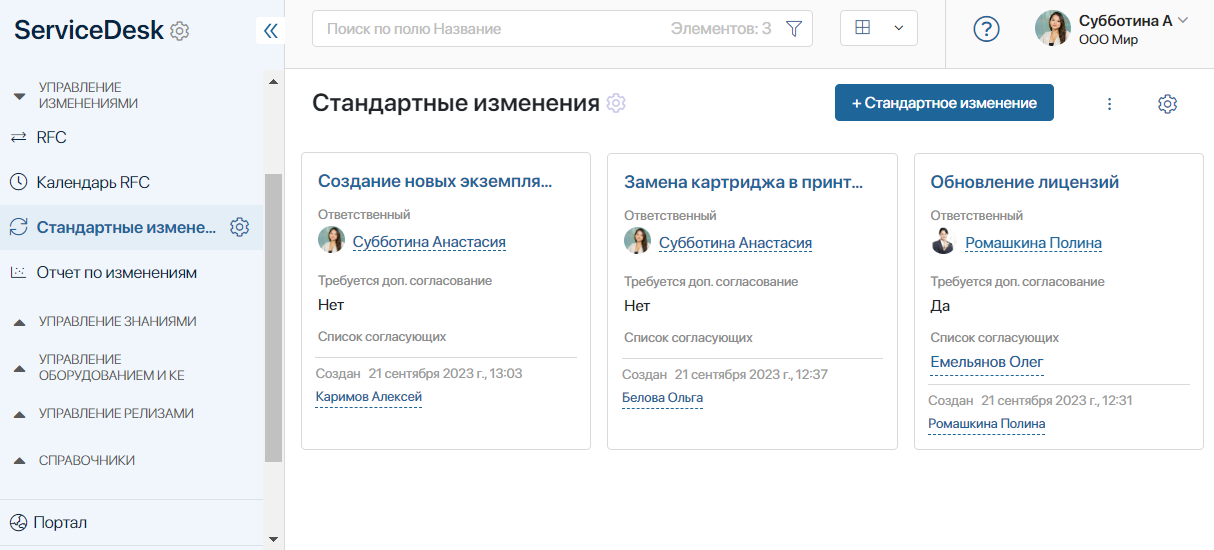 ServiceDesk
УПРАВЛЕНИЕ
ИЗМЕНЕНИЯМИ
RFC
Календарь RFC
Стандартные измене...
Отчет по изменениям
УПРАВЛЕНИЕ ЗНАНИЯМИ
УПРАВЛЕНИЕ
ОБОРУДОВАНИЕМ И КЕ
УПРАВЛЕНИЕ РЕЛИЗАМИ
СПРАВОЧНИКИ
Портал
Поиск по полю Название
Элементов: 3
?
Субботина А
ООО Мир
Стандартные изменения
+ Стандартное изменение
Создание новых экземпля...
Ответственный
Субботина Анастасия
Требуется доп. согласование
Нет
Список согласующих
Создан 21 сентября 2023 г., 13:03
Каримов Алексей
Замена картриджа в принт...
Ответственный
Субботина Анастасия
Требуется доп. согласование
Нет
Список согласующих
Создан 21 сентября 2023 г., 12:37
Белова Ольга
Обновление лицензий
Ответственный
Ромашкина Полина
Требуется доп. согласование
Да
Список согласующих
Емельянов Олег
Создан 21 сентября 2023 г., 12:31
Ромашкина Полина